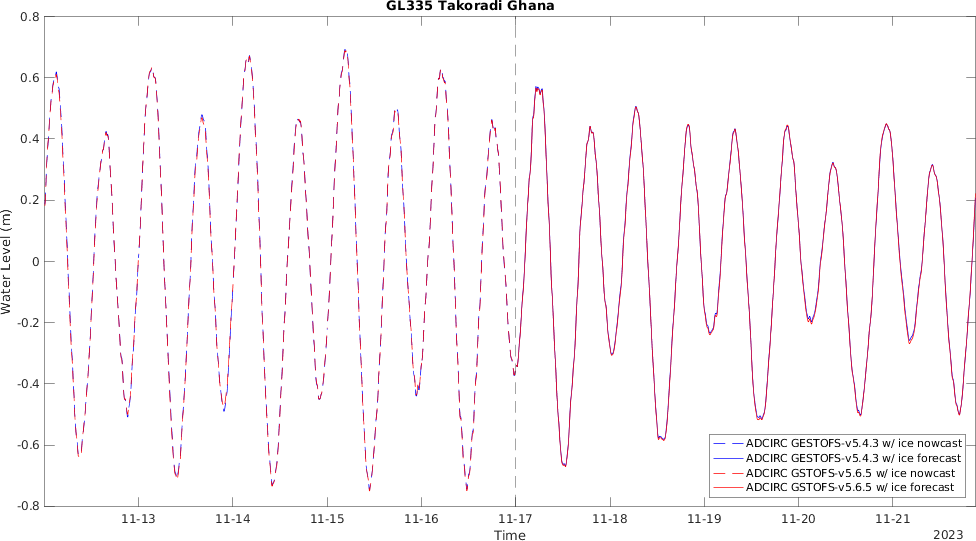 GL335 Takoradi Ghana
0.8
0.6
0.4
0.2
0
-0.2
-0.4
-0.6
-0.8
Water Level (m)
11-13
11-14
11-15
11-16
11-17
11-18
11-19
11-20
11-21
Time
2023
ADCIRC GESTOFS-v5.4.3 w/ ice nowcast
ADCIRC GESTOFS-v5.4.3 w/ ice forecast
ADCIRC GSTOFS-v5.6.5 w/ ice nowcast
ADCIRC GSTOFS-v5.6.5 w/ ice forecast